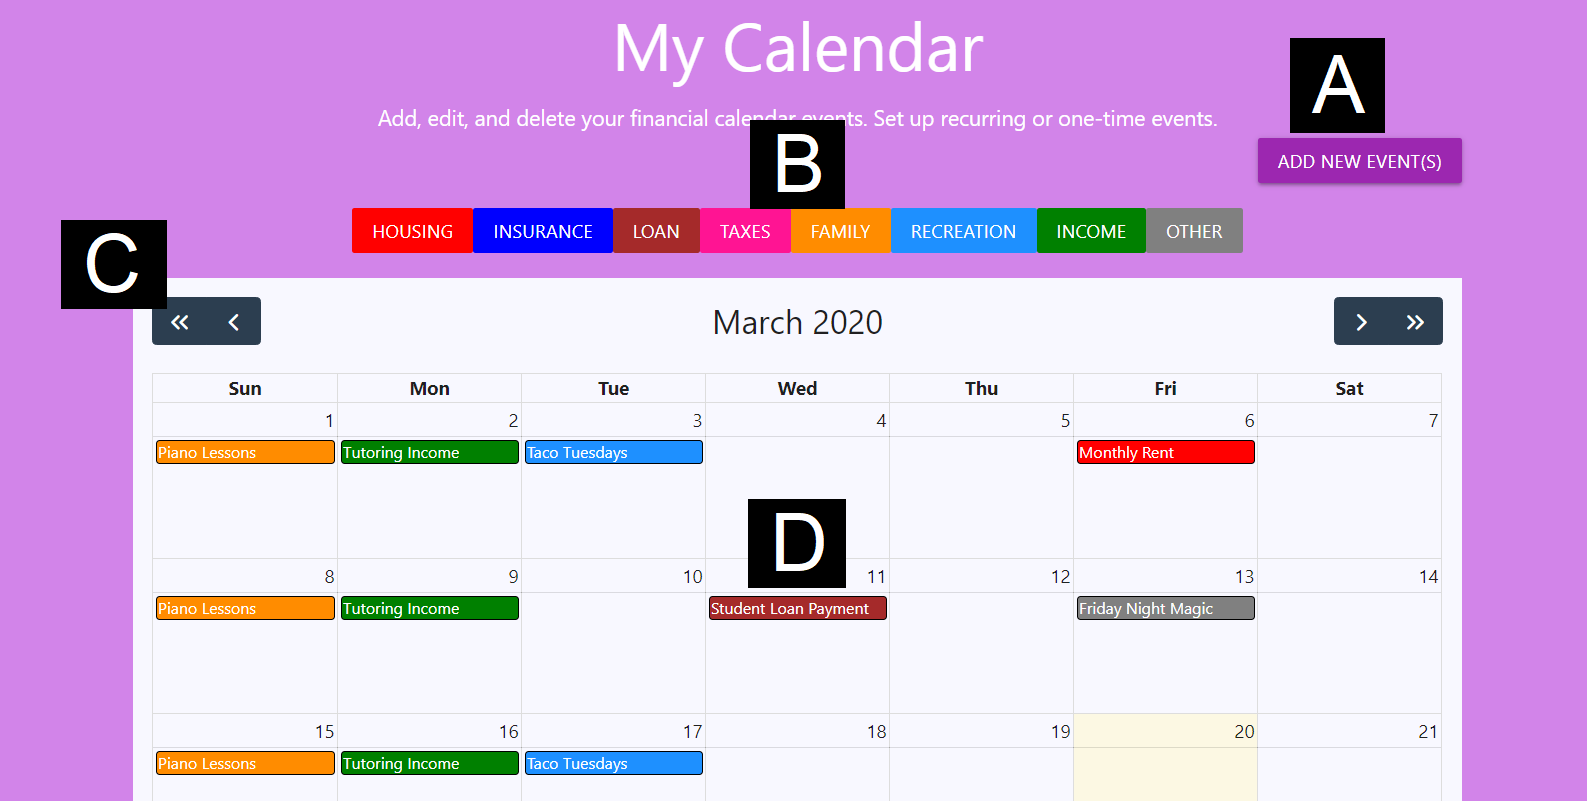 My Calendar
A
Add, edit, and delete your financial calendar events. Set up recurring or one-time events.
B
ADD NEW EVENT(S)
C
HOUSING INSURANCE LOAN TAXES FAMILY RECREATION INCOME OTHER
« ‹ March 2020 › »
Sun Mon Tue Wed Thu Fri Sat
1 2 3 4 5 6 7
Piano Lessons Tutoring Income Taco Tuesdays Monthly Rent
D
8 9 10 11 12 13 14
Piano Lessons Tutoring Income Student Loan Payment Friday Night Magic
15 16 17 18 19 20 21
Piano Lessons Tutoring Income Taco Tuesdays